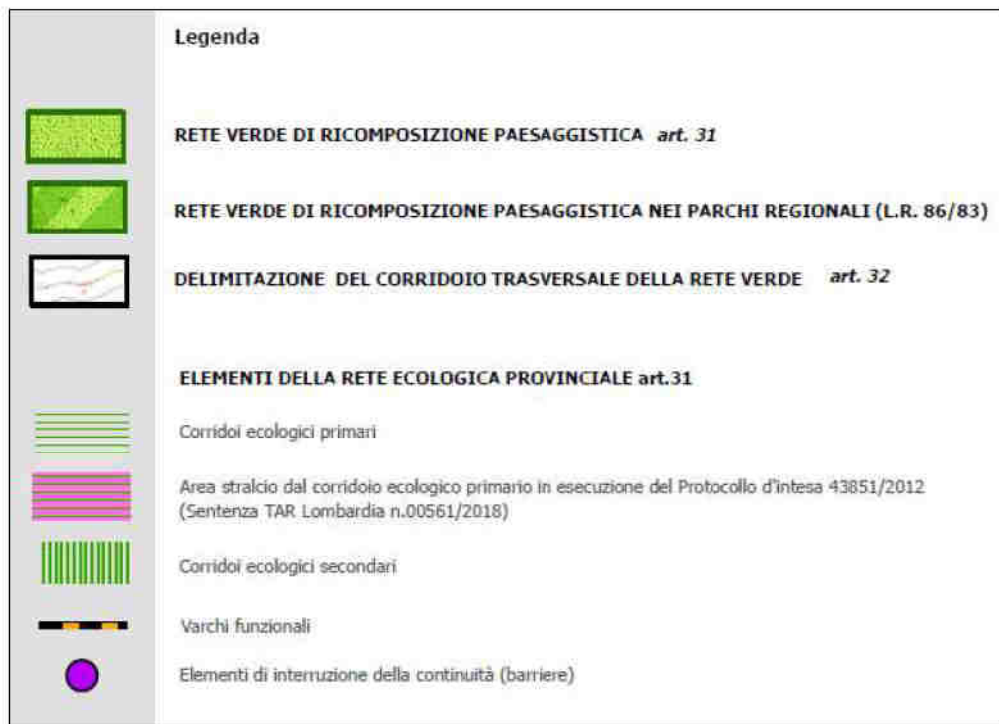 Legenda
RETE VERDE DI RICOMPOSIZIONE PAESAGGISTICA art. 31
RETE VERDE DI RICOMPOSIZIONE PAESAGGISTICA NEI PARCHI REGIONALI (L.R. 86/83)
DELIMITAZIONE DEL CORRIDOIO TRASVERSALE DELLA RETE VERDE art. 32
ELEMENTI DELLA RETE ECOLOGICA PROVINCIALE art.31
Corridoi ecologici primari
Area stralcio dal corridoio ecologico primario in esecuzione del Protocollo d'intesa 43851/2012
(Sentenza TAR Lombardia n.00561/2018)
Corridoi ecologici secondari
Varchi funzionali
Elementi di interruzione della continuità (barriere)